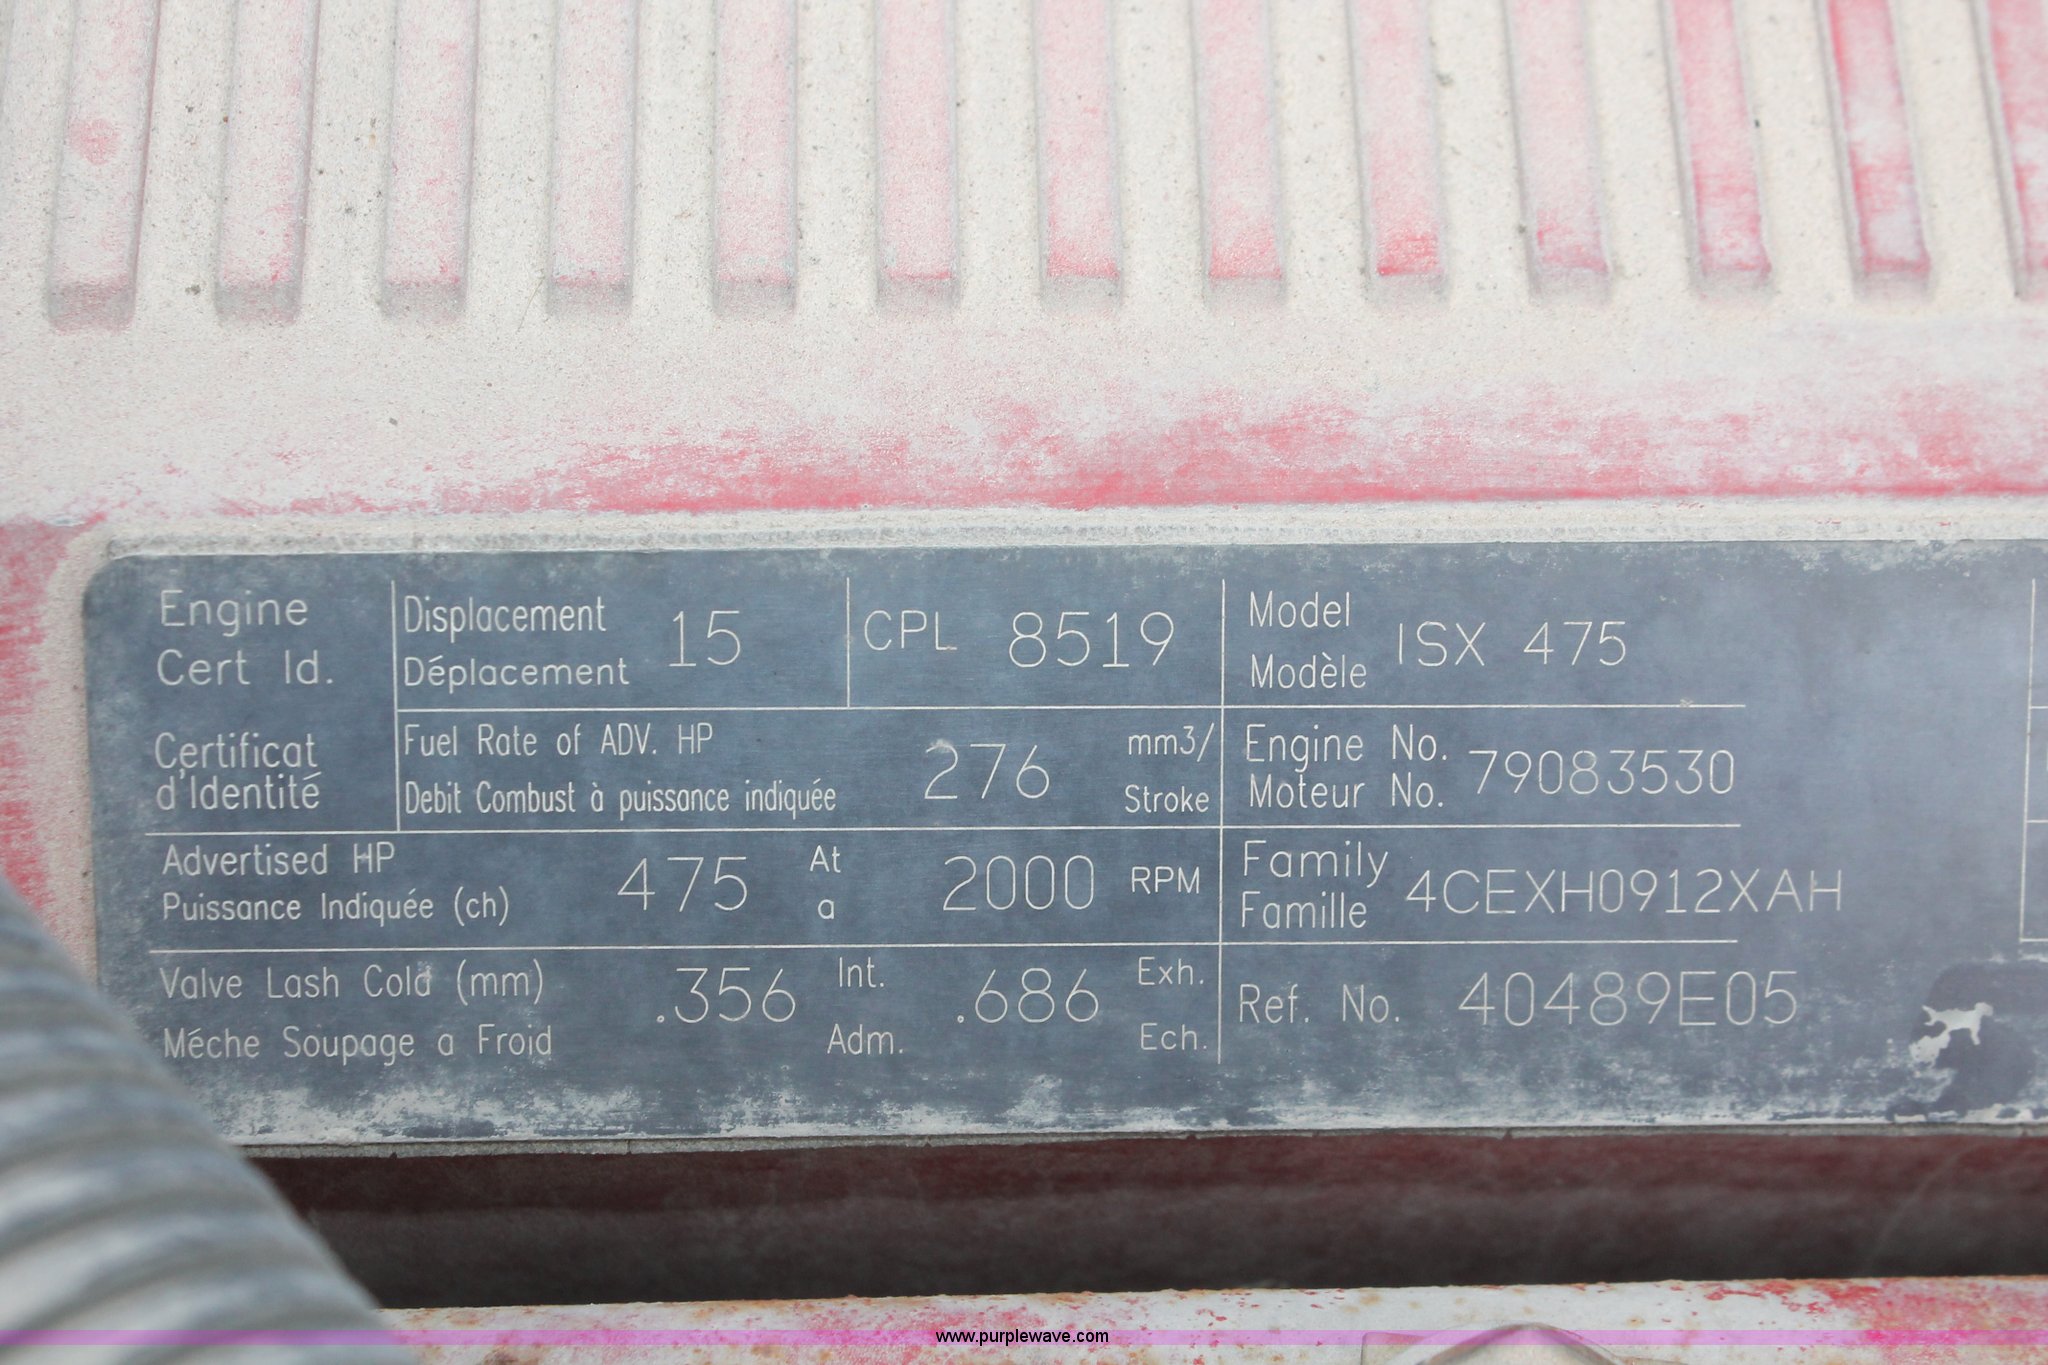 Engine
Cert Id.
Certificat
d'Identité
Displacement
Déplacement
15
CPL 8519
Model
Modèle
ISX 475
Fuel Rate of ADV. HP
Debit Combust à puissance indiquée
276
mm3/
Stroke
Engine No.
Moteur No.
79083530
Advertised HP
Puissance Indiquée (ch)
475
At
a
2000 RPM
Family
Famille
4CEXH0912XAH
Valve Lash Cold (mm)
Méche Soupage a Froid
.356
Int.
Adm.
.686
Exh.
Ech.
Ref. No. 40489E05
www.purplewave.com